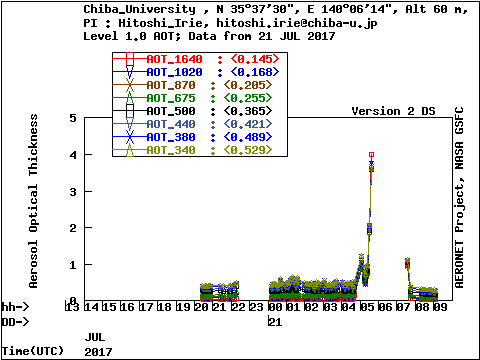 Chiba_University , N 35°37'30", E 140°06'14", Alt 60 m,
PI : Hitoshi_Irie, hitoshi.irie@chiba-u.jp
Level 1.0 AOT; Data from 21 JUL 2017
AOT_1640 : <0.145>
AOT_1020 : <0.168>
AOT_870 : <0.205>
AOT_675 : <0.255>
AOT_500 : <0.365>
AOT_440 : <0.421>
AOT_380 : <0.489>
AOT_340 : <0.529>
Version 2 DS
Aerosol Optical Thickness
5
4
3
2
1
0
AERONET Project, NASA GSFC
hh-> 13 14 15 16 17 18 19 20 21 22 23 00 01 02 03 04 05 06 07 08 09
DD-> 21
JUL
Time(UTC) 2017